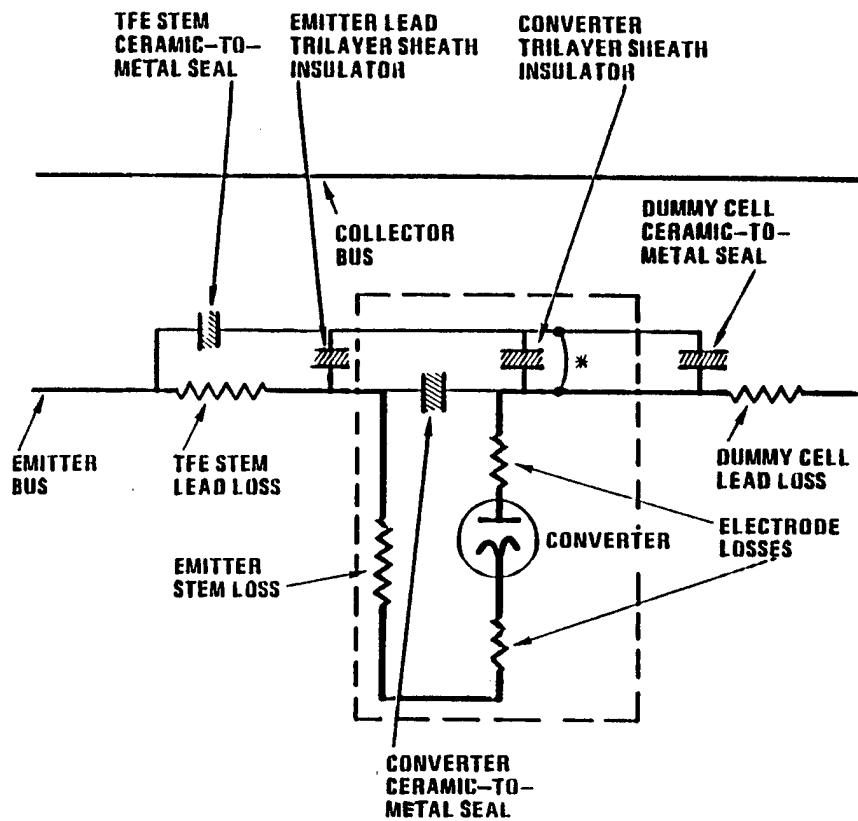 TFE STEM
CERAMIC-TO-
METAL SEAL
EMITTER LEAD
TRILAYER SHEATH
INSULATOR
CONVERTER
TRILAYER SHEATH
INSULATOR
COLLECTOR
BUS
DUMMY CELL
CERAMIC-TO-
METAL SEAL
*
EMITTER
BUS
TFE STEM
LEAD LOSS
DUMMY CELL
LEAD LOSS
EMITTER
STEM LOSS
CONVERTER
ELECTRODE
LOSSES
CONVERTER
CERAMIC-TO-
METAL SEAL